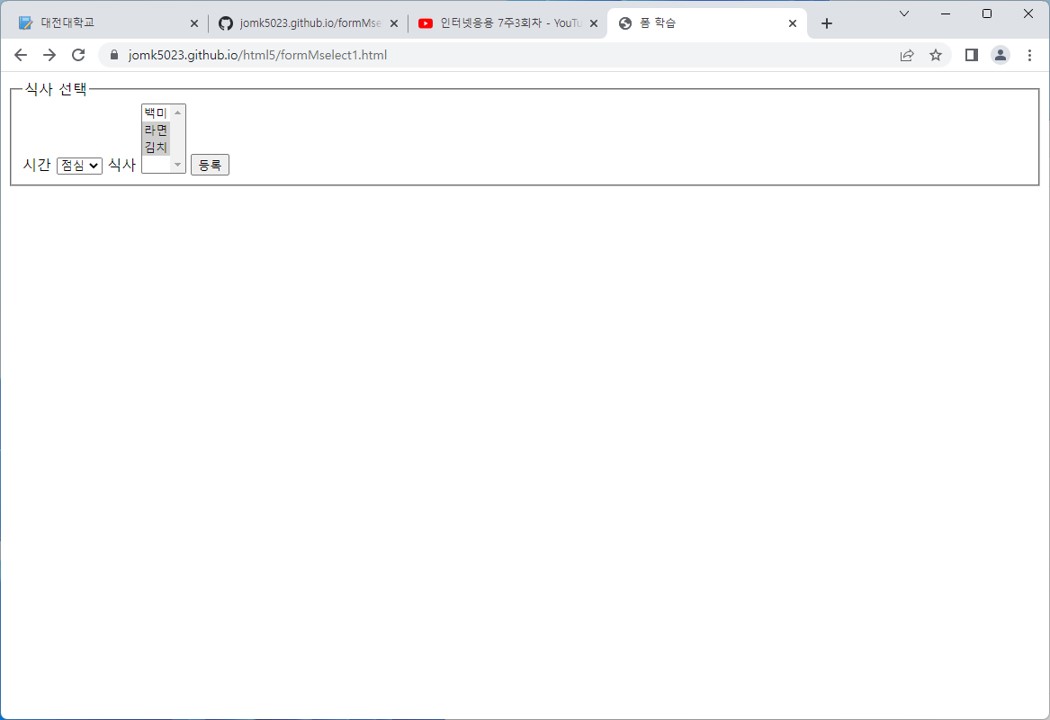 대전대학교
jomk5023.github.io/formMse
인터넷응용 7주3회차 - YouTu
폼 학습
jomk5023.github.io/html5/formMselect1.html
식사 선택
백미
라면
김치
시간 점심 식사 등록